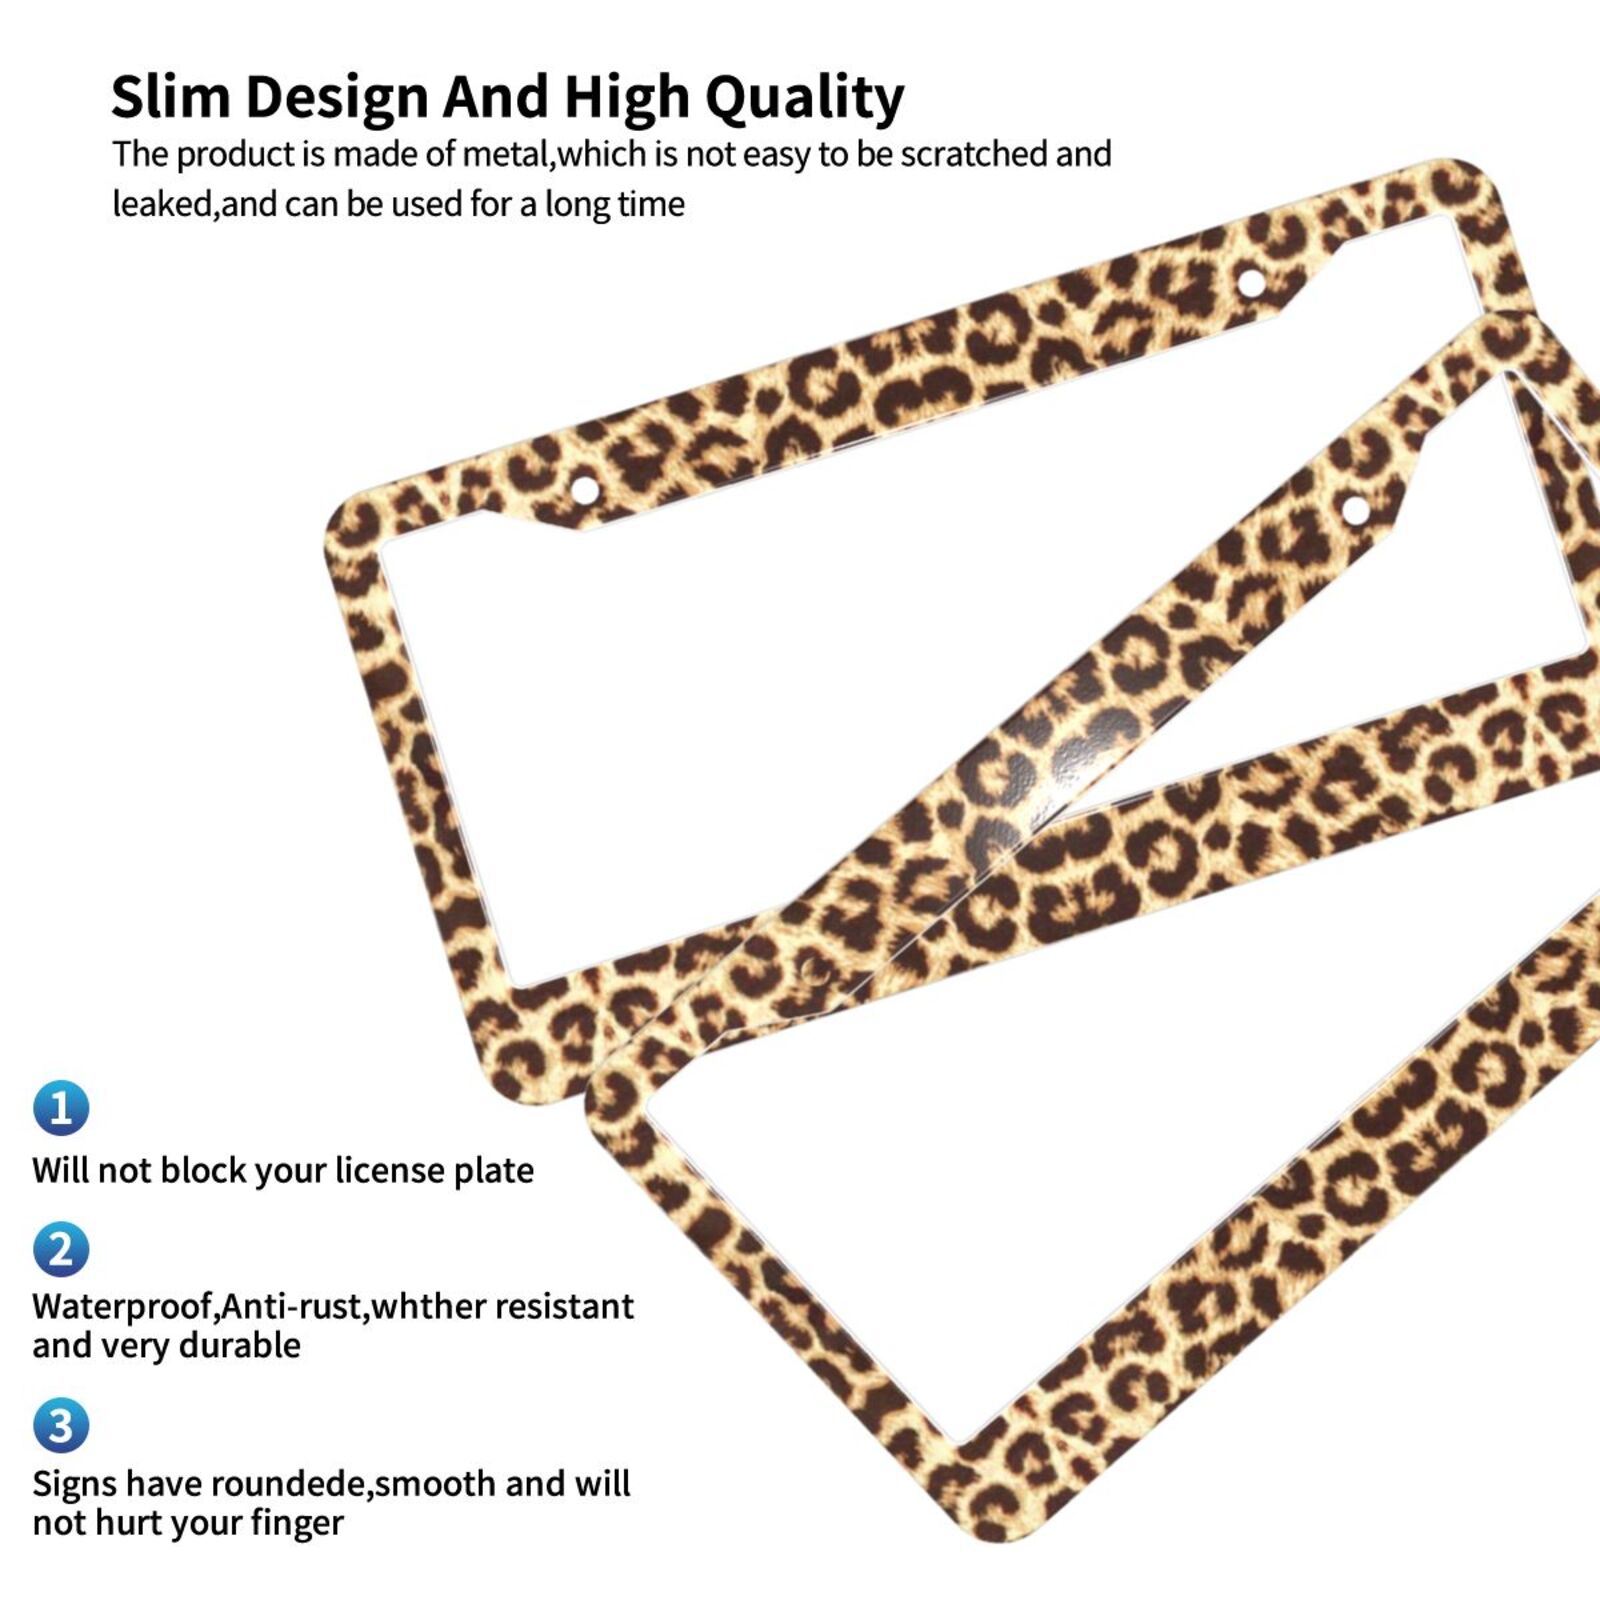 Slim Design And High Quality
The product is made of metal,which is not easy to be scratched and
leaked,and can be used for a long time
1
Will not block your license plate
2
Waterproof,Anti-rust,whther resistant
and very durable
3
Signs have roundede,smooth and will
not hurt your finger